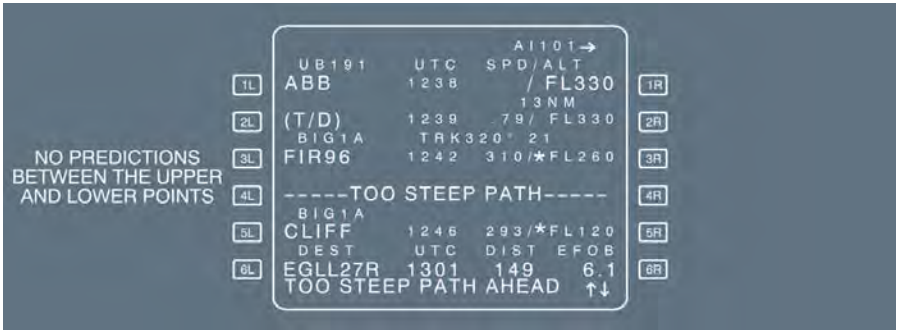 AI101→
UB191 UTC SPD/ALT
1L ABB 1238 / FL330 1R
13NM
2L (T/D) 1239 .79/ FL330 2R
BIG1A TRK320° 21
3L FIR96 1242 310/*FL260 3R
NO PREDICTIONS
BETWEEN THE UPPER
AND LOWER POINTS
4L -----TOO STEEP PATH----- 4R
BIG1A
5L CLIFF 1246 293/*FL120 5R
DEST UTC DIST EFOB
6L EGLL27R 1301 149 6.1 6R
TOO STEEP PATH AHEAD ↑↓